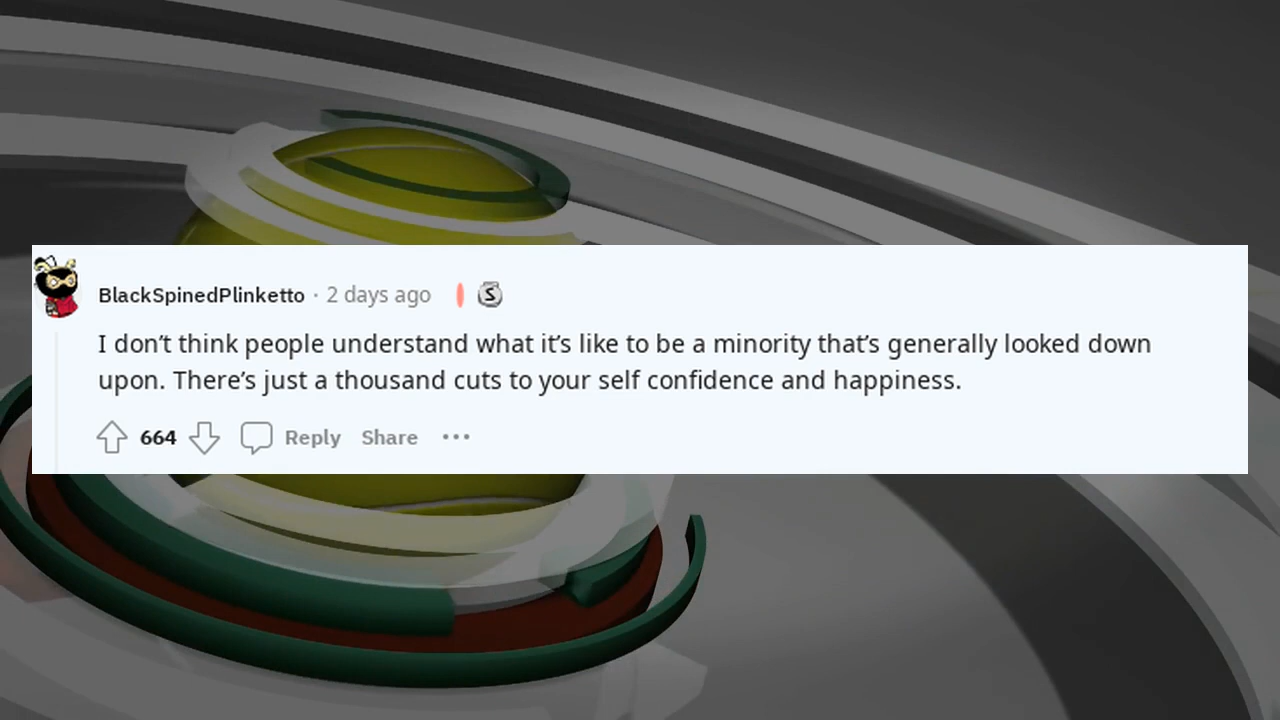 BlackSpinedPlinketto · 2 days ago S
I don’t think people understand what it’s like to be a minority that’s generally looked down
upon. There’s just a thousand cuts to your self confidence and happiness.
664 Reply Share ···